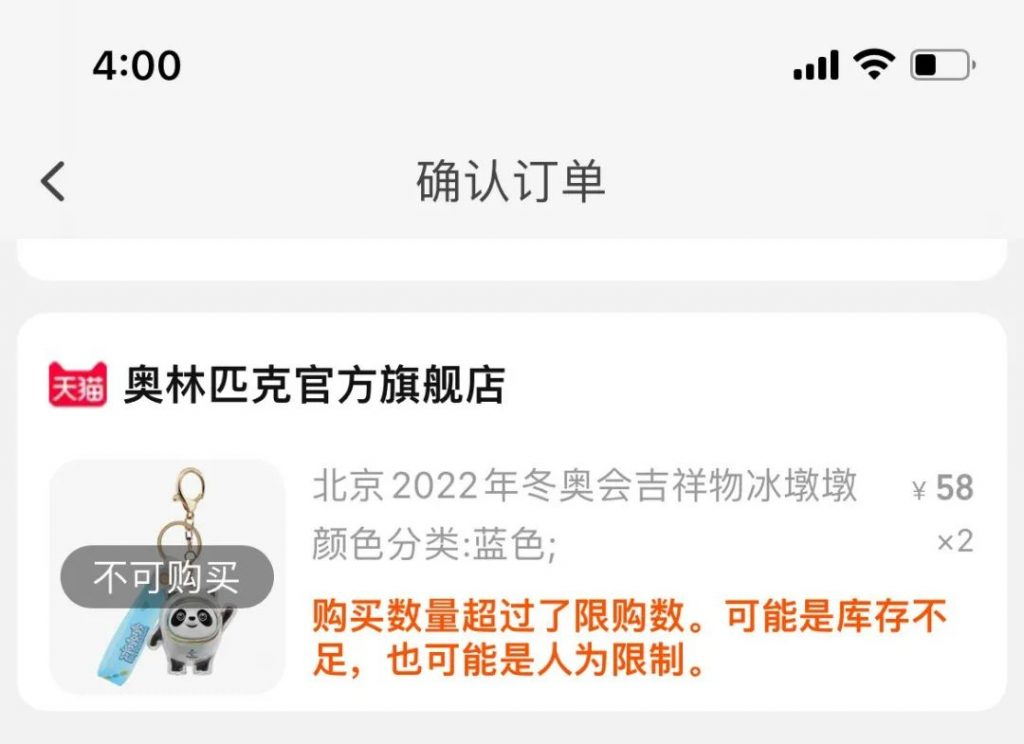 4:00
确认订单
天猫 奥林匹克官方旗舰店
北京2022年冬奥会吉祥物冰墩墩 ¥58
颜色分类:蓝色; ×2
不可购买
购买数量超过了限购数。可能是库存不
足，也可能是人为限制。